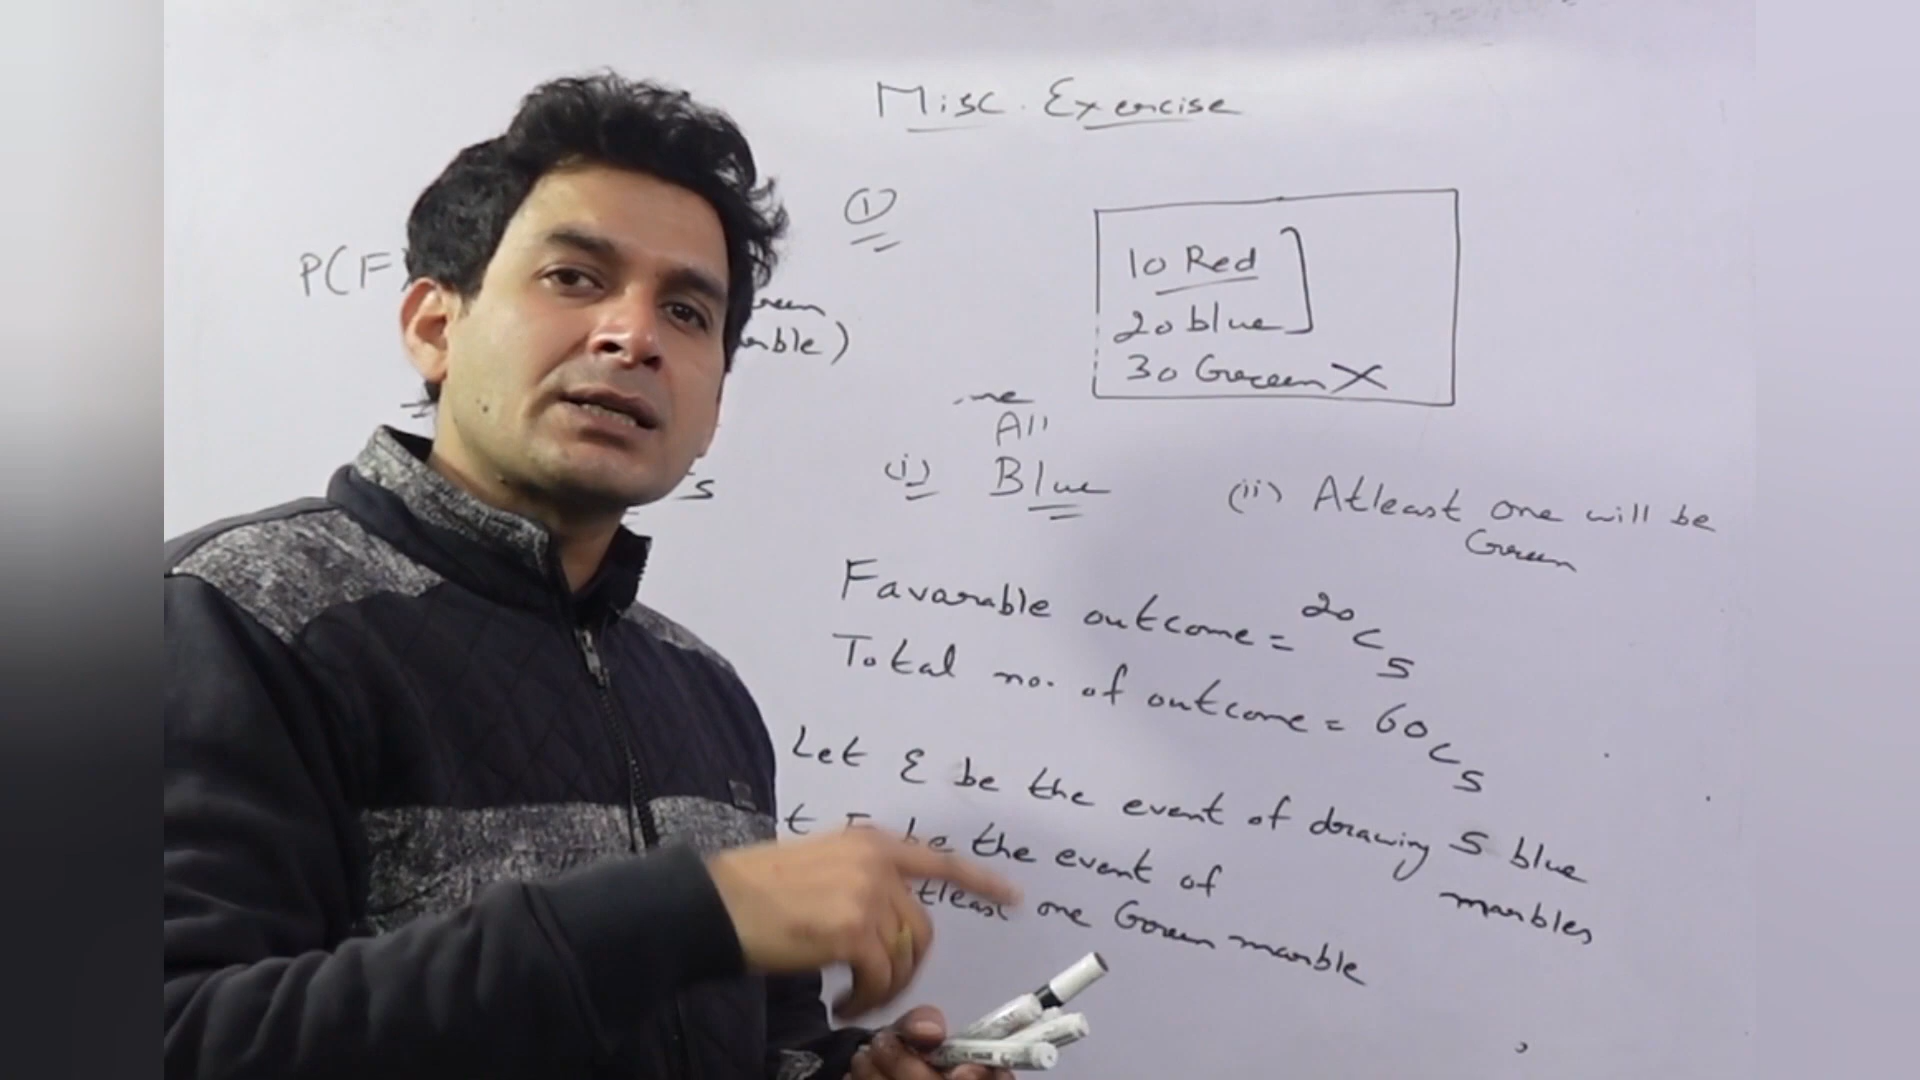 Misc. Exercise
(1)
10 Red
20 blue
30 Green X
P(F
All
(i) Blue
(ii) Atleast one will be
Green
Favarable outcome = 20C5
Total no. of outcome = 60C5
Let E be the event of drawing 5 blue
marbles
be the event of
one Green marble